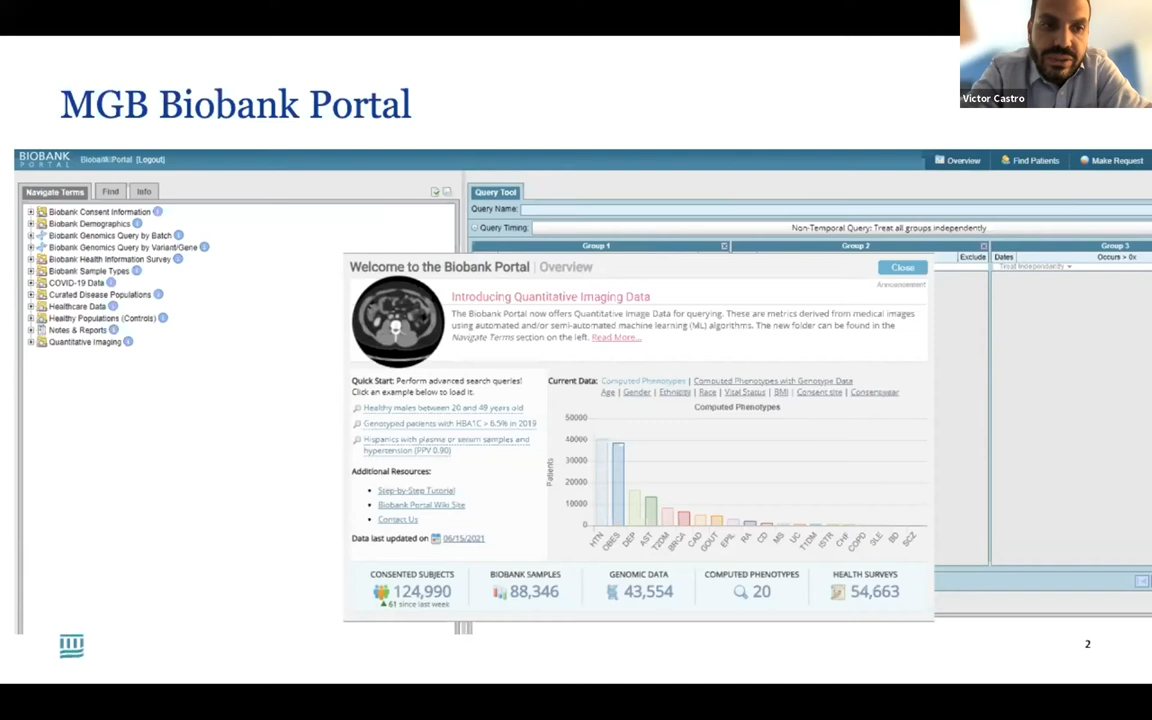 Victor Castro
MGB Biobank Portal
BIOBANK
PORTAL
Biobank Portal [Logout]
Overview
Find Patients
Make Request
Navigate Terms
Find
Info
Biobank Consent Information
Biobank Demographics
Biobank Genomics Query by Batch
Biobank Genomics Query by Variant/Gene
Biobank Health Information Survey
Biobank Sample Types
COVID-19 Data
Curated Disease Populations
Healthcare Data
Healthy Populations (Controls)
Notes & Reports
Quantitative Imaging
Query Tool
Query Name:
Query Timing:
Non-Temporal Query: Treat all groups independently
Group 1
Group 2
Group 3
Exclude
Dates
Occurs > 0x
Treat Independently
Welcome to the Biobank Portal | Overview
Close
Announcement
Introducing Quantitative Imaging Data
The Biobank Portal now offers Quantitative Image Data for querying. These are metrics derived from medical images
using automated and/or semi-automated machine learning (ML) algorithms. The new folder can be found in the
Navigate Terms section on the left. Read More...
Quick Start: Perform advanced search queries!
Click an example below to load it.
Healthy males between 20 and 49 years old
Genotyped patients with HBA1C > 6.5% in 2019
Hispanics with plasma or serum samples and
hypertension (PPV 0.90)
Additional Resources:
Step-by-Step Tutorial
Biobank Portal Wiki Site
Contact Us
Data last updated on 06/15/2021
Current Data: Computed Phenotypes | Computed Phenotypes with Genotype Data
Age | Gender | Ethnicity | Race | Vital Status | BMI | Consent site | Consenswear
Computed Phenotypes
Patients
50000
40000
30000
20000
10000
0
HTN
OBES
DEP
AST
T2DM
BRCA
CAD
GOUT
EPIL
RA
CD
MS
UC
T1DM
ISTR
CHF
COPD
SLE
BD
SCZ
CONSENTED SUBJECTS
124,990
61 since last week
BIOBANK SAMPLES
88,346
GENOMIC DATA
43,554
COMPUTED PHENOTYPES
20
HEALTH SURVEYS
54,663
2